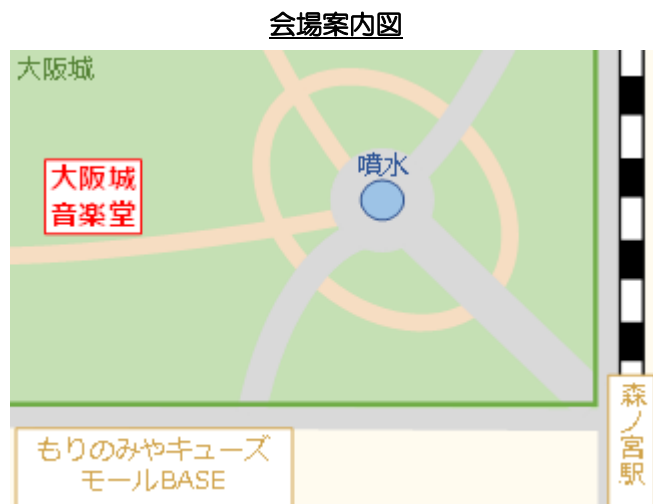 会場案内図
大阪城
噴水
大阪城
音楽堂
森ノ宮駅
もりのみやキューズ
モールBASE